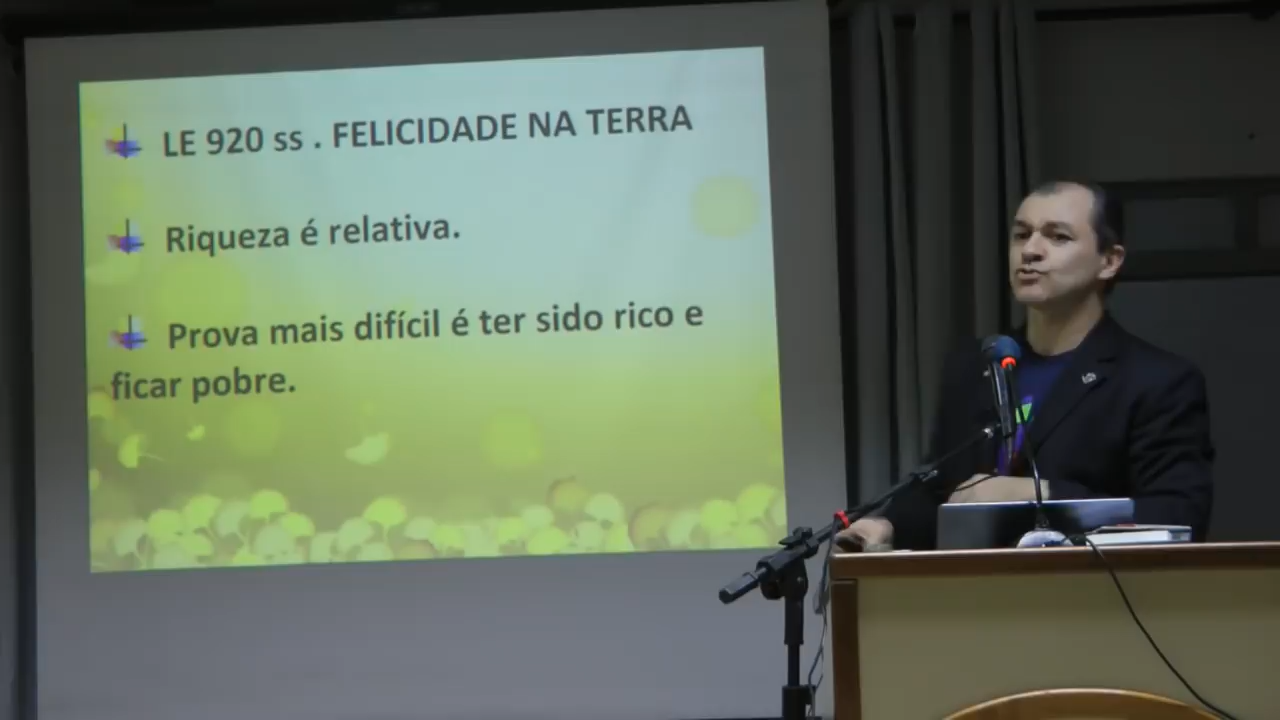 LE 920 ss . FELICIDADE NA TERRA
Riqueza é relativa.
Prova mais difícil é ter sido rico e
ficar pobre.